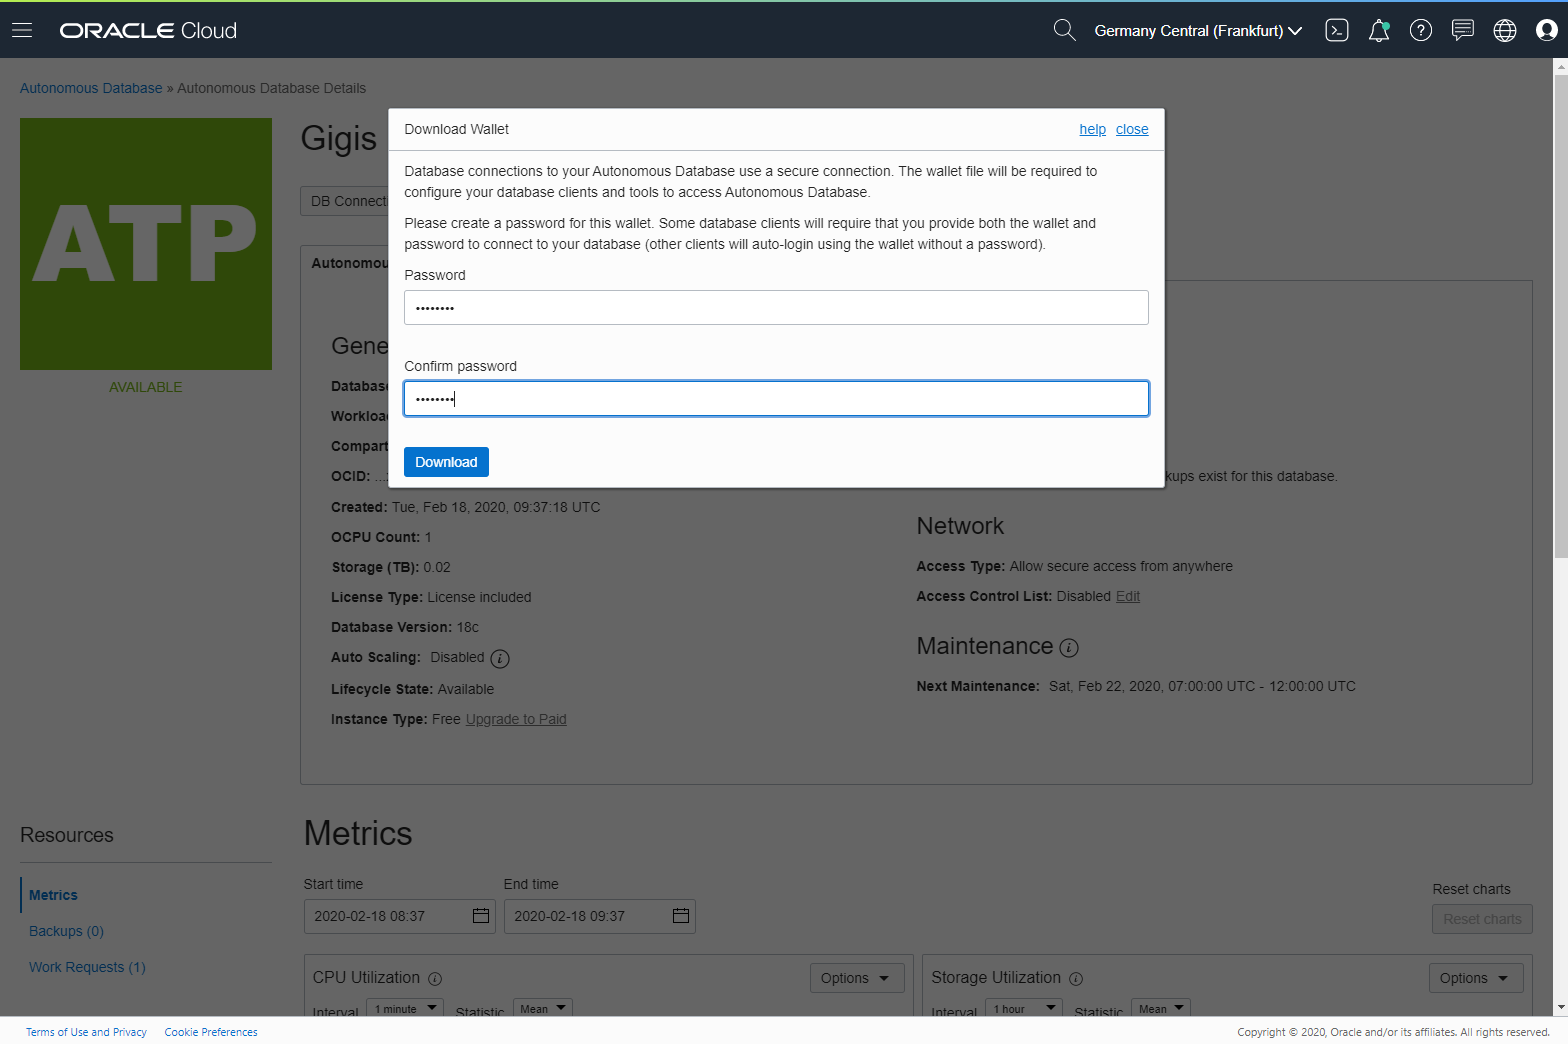 ORACLE Cloud
Germany Central (Frankfurt)
Autonomous Database » Autonomous Database Details
ATP
AVAILABLE
Gigis
DB Connecti
Autonomou
Download Wallet
help close
Database connections to your Autonomous Database use a secure connection. The wallet file will be required to
configure your database clients and tools to access Autonomous Database.
Please create a password for this wallet. Some database clients will require that you provide both the wallet and
password to connect to your database (other clients will auto-login using the wallet without a password).
Password
••••••••
Confirm password
••••••••
Download
Gene
Database
Workloa
Compart
OCID: ...
Created: Tue, Feb 18, 2020, 09:37:18 UTC
OCPU Count: 1
Storage (TB): 0.02
License Type: License included
Database Version: 18c
Auto Scaling: Disabled
Lifecycle State: Available
Instance Type: Free Upgrade to Paid
kups exist for this database.
Network
Access Type: Allow secure access from anywhere
Access Control List: Disabled Edit
Maintenance
Next Maintenance: Sat, Feb 22, 2020, 07:00:00 UTC - 12:00:00 UTC
Resources
Metrics
Backups (0)
Work Requests (1)
Metrics
Start time
End time
2020-02-18 08:37
2020-02-18 09:37
Reset charts
Reset charts
CPU Utilization
Options
Interval 1 minute Statistic Mean
Storage Utilization
Options
Interval 1 hour Statistic Mean
Terms of Use and Privacy Cookie Preferences
Copyright © 2020, Oracle and/or its affiliates. All rights reserved.